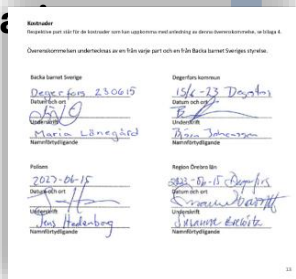 Kostnader
Respektive part står för de kostnader som kan uppkomma med anledning av denna överenskommelse, se bilaga 4.
Överenskommelsen undertecknas av en från varje part och en från Backa barnet Sveriges styrelse.
Backa barnet Sverige
Degerfors 230615
Datum och ort
Underskrift
Maria Lönegård
Namnförtydligande
Degerfors kommun
15/6-23 Degerfors
Datum och ort
Underskrift
Björn Johansson
Namnförtydligande
Polisen
2023-06-15
Datum och ort
Underskrift
Jens Hedenborg
Namnförtydligande
Region Örebro län
2023-06-15 Degerfors
Datum och ort
Underskrift
Susanne
Namnförtydligande